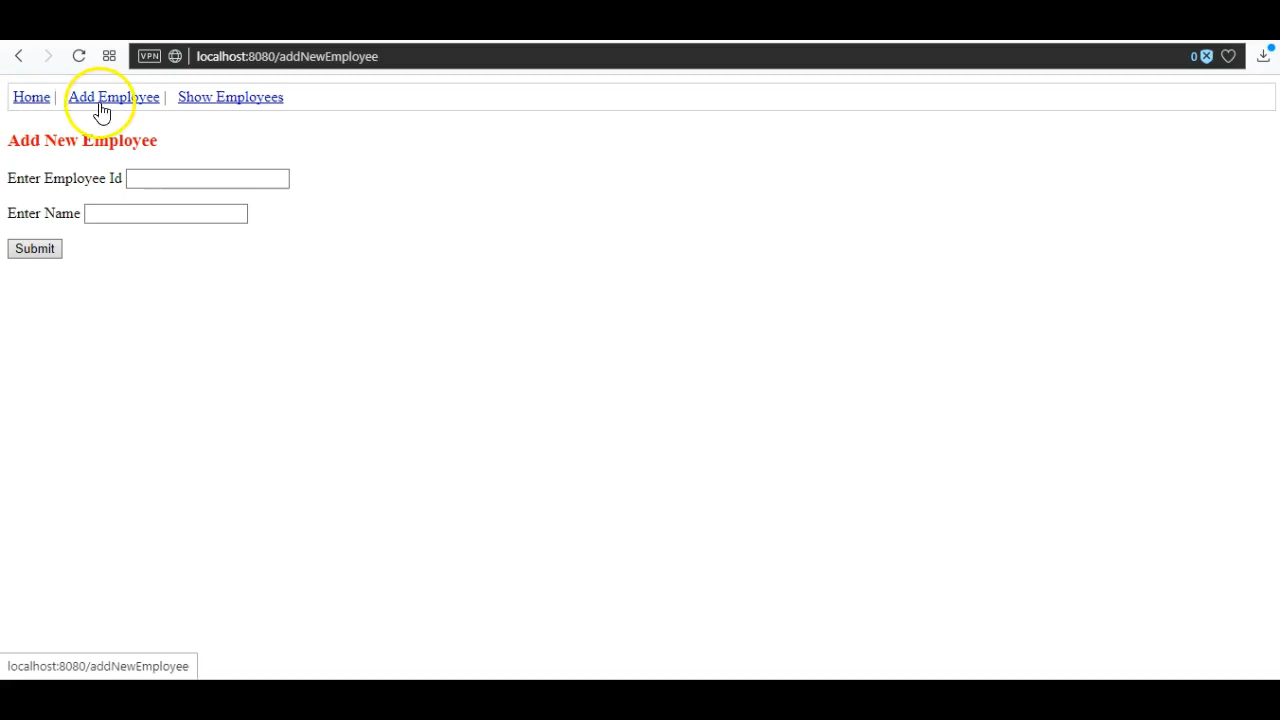 VPN localhost:8080/addNewEmployee 0
Home | Add Employee | Show Employees
Add New Employee
Enter Employee Id
Enter Name
Submit
localhost:8080/addNewEmployee